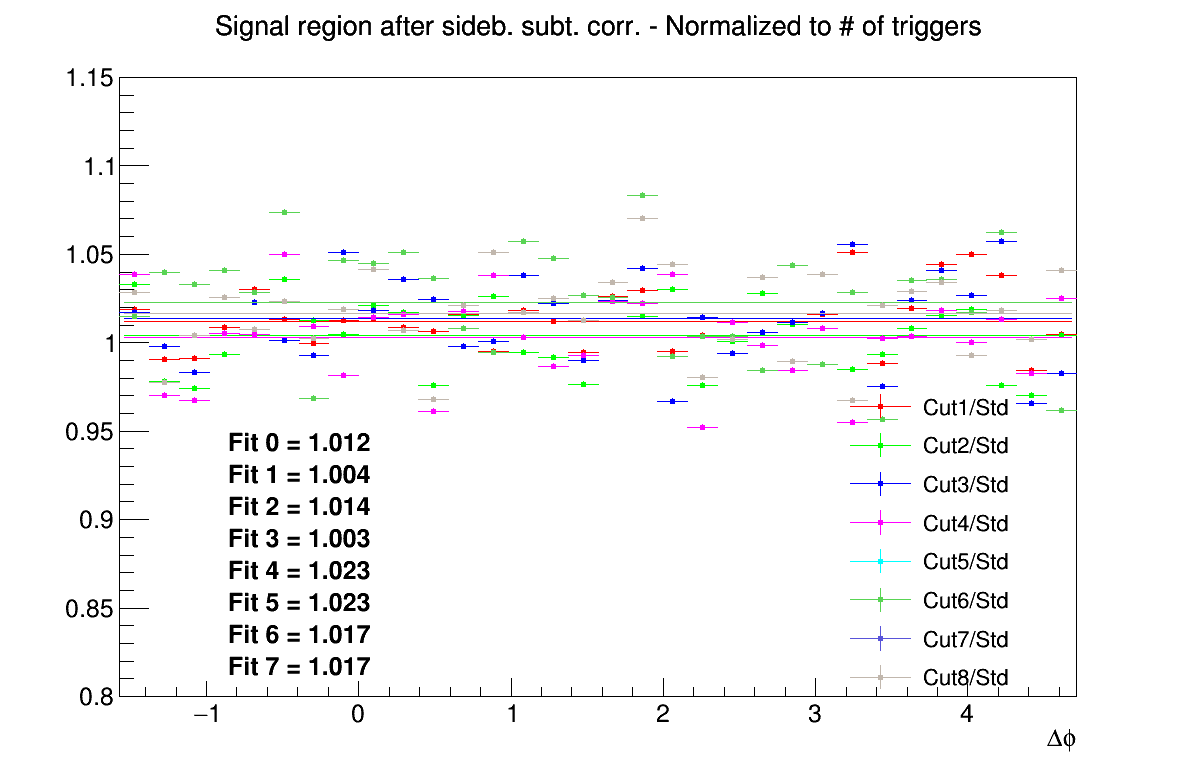 Signal region after sideb. subt. corr. - Normalized to # of triggers
1.15
1.1
1.05
1
0.95
0.9
0.85
0.8
Fit 0 = 1.012
Fit 1 = 1.004
Fit 2 = 1.014
Fit 3 = 1.003
Fit 4 = 1.023
Fit 5 = 1.023
Fit 6 = 1.017
Fit 7 = 1.017
Cut1/Std
Cut2/Std
Cut3/Std
Cut4/Std
Cut5/Std
Cut6/Std
Cut7/Std
Cut8/Std
−1 0 1 2 3 4
Δϕ